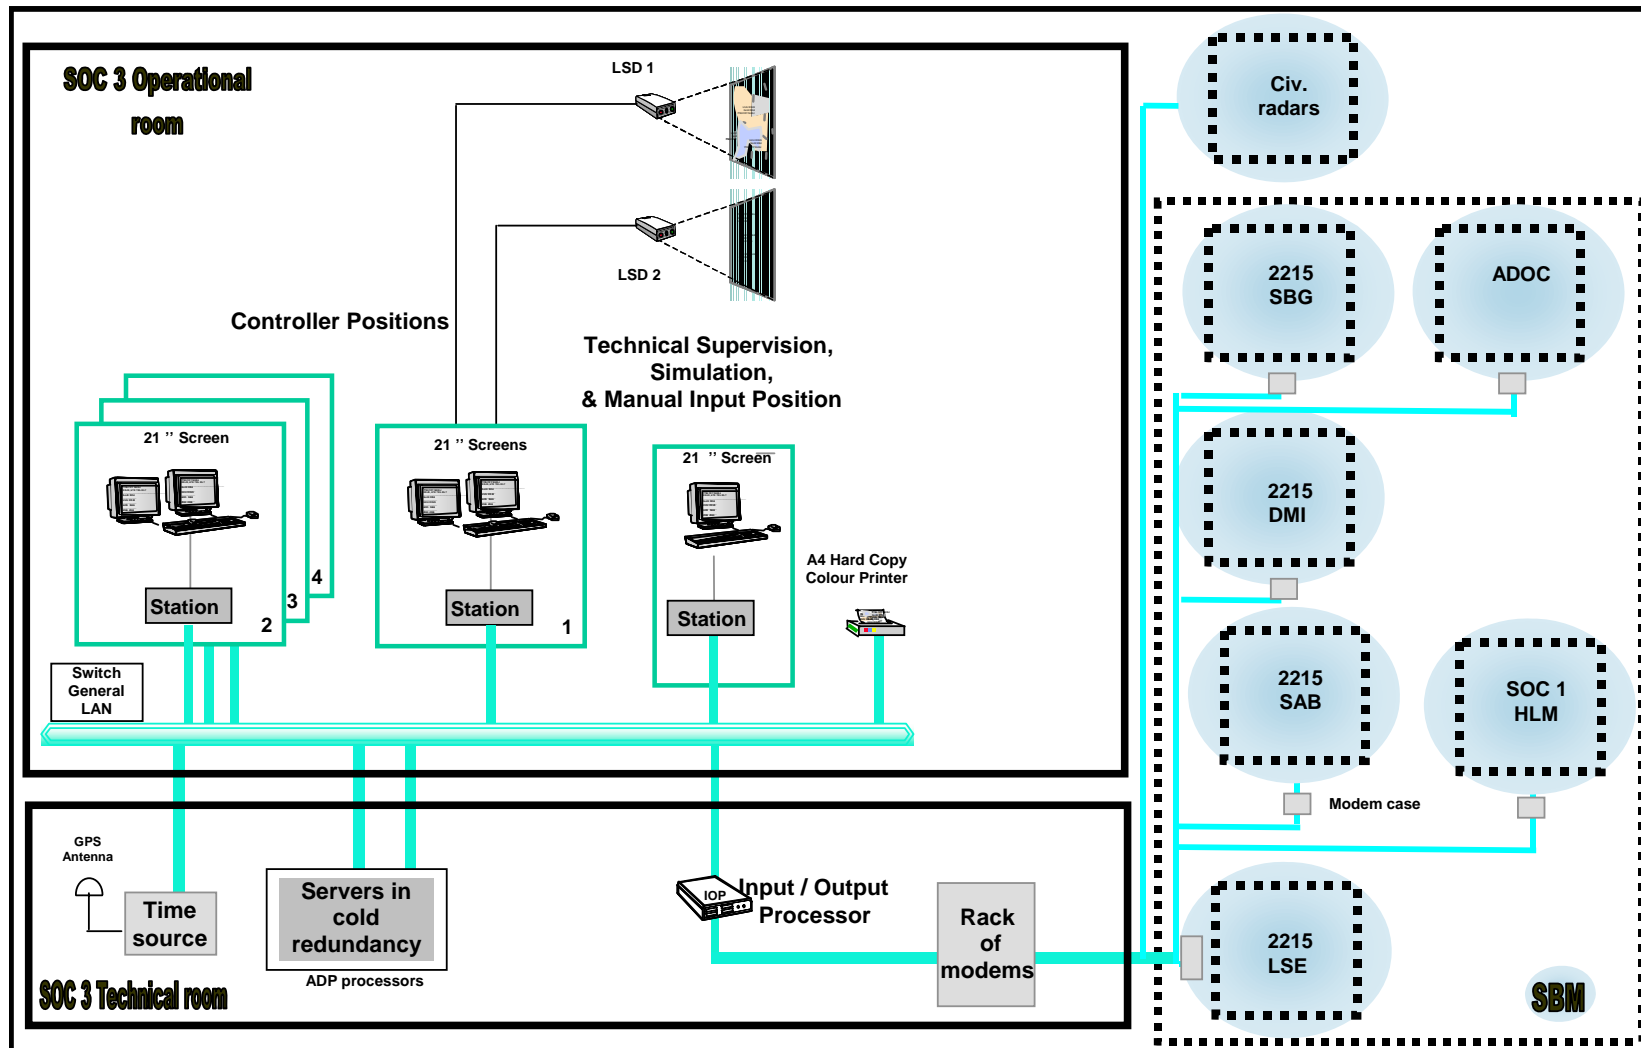 SOC 3 Operational
room
LSD 1
LSD 2
Controller Positions
Technical Supervision,
Simulation,
& Manual Input Position
21 '' Screen
Station
2
3
4
21 '' Screens
Station
1
21 '' Screen
Station
A4 Hard Copy
Colour Printer
Switch
General
LAN
GPS
Antenna
Time
source
Servers in
cold
redundancy
ADP processors
IOP
Input / Output
Processor
Rack
of
modems
SOC 3 Technical room
Civ.
radars
2215
SBG
ADOC
2215
DMI
2215
SAB
SOC 1
HLM
Modem case
2215
LSE
SBM